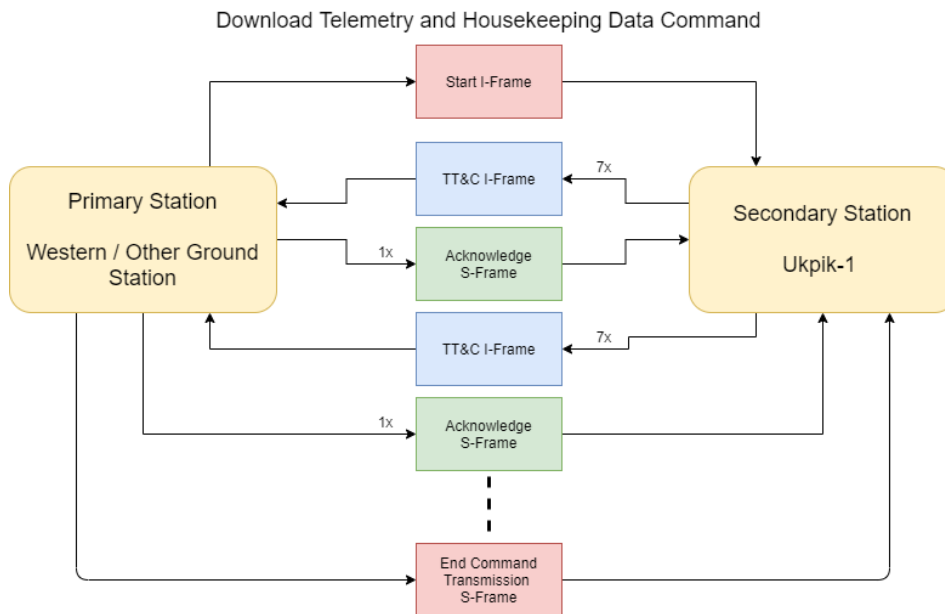 Download Telemetry and Housekeeping Data Command
Start I-Frame
TT&C I-Frame
7x
Primary Station
Western / Other Ground
Station
Secondary Station
Ukpik-1
1x
Acknowledge
S-Frame
TT&C I-Frame
7x
1x
Acknowledge
S-Frame
End Command
Transmission
S-Frame